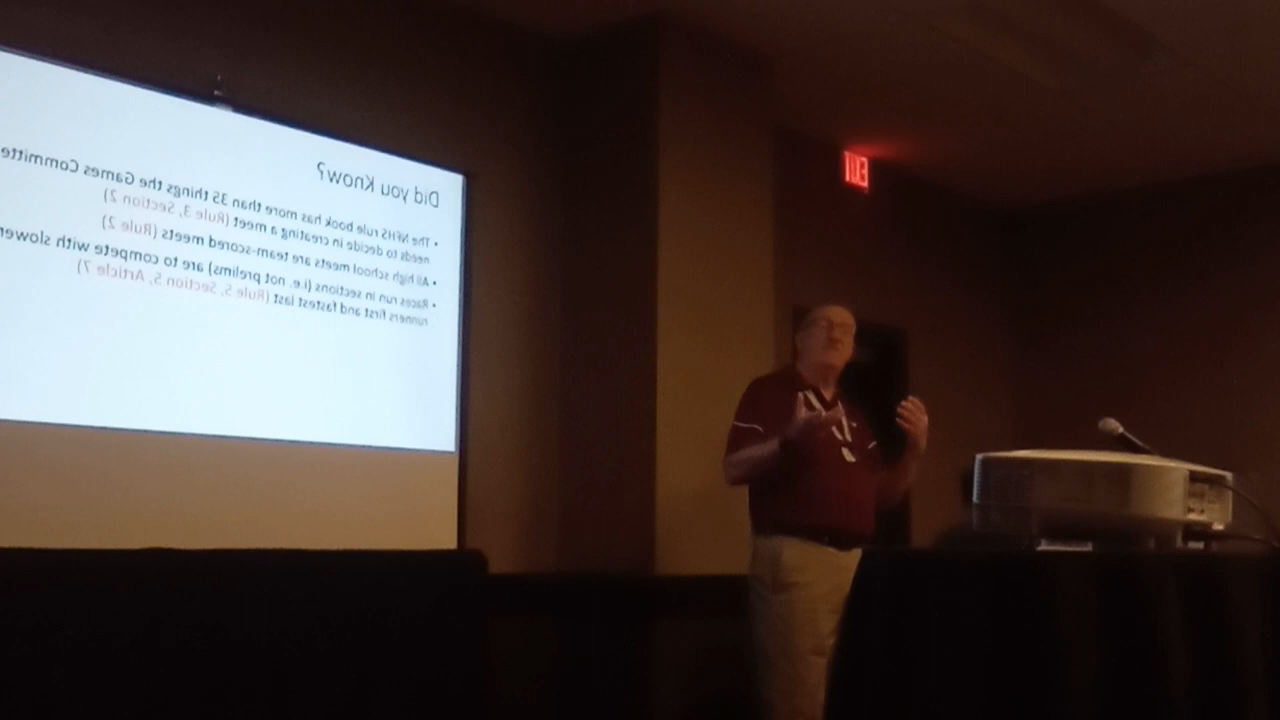 Did you Know?
• The NFHS rule book has more than 35 things the Games Committe
needs to decide in creating a meet (Rule 3, Section 2)
• All high school meets are team-scored meets (Rule 2)
• Races run in sections (i.e. not prelims) are to compete with slower
runners first and fastest last (Rule 5, Section 5, Article 7)
EXIT